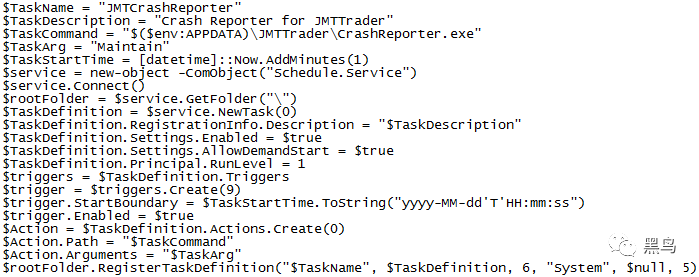 $TaskName = "JMTCrashReporter"
$TaskDescription = "Crash Reporter for JMTTrader"
$TaskCommand = "$($env:APPDATA)\JMTTrader\CrashReporter.exe"
$TaskArg = "Maintain"
$TaskStartTime = [datetime]::Now.AddMinutes(1)
$service = new-object -ComObject("Schedule.Service")
$service.Connect()
$rootFolder = $service.GetFolder("\")
$TaskDefinition = $service.NewTask(0)
$TaskDefinition.RegistrationInfo.Description = "$TaskDescription"
$TaskDefinition.Settings.Enabled = $true
$TaskDefinition.Settings.AllowDemandStart = $true
$TaskDefinition.Principal.RunLevel = 1
$triggers = $TaskDefinition.Triggers
$trigger = $triggers.Create(9)
$trigger.StartBoundary = $TaskStartTime.ToString("yyyy-MM-dd'T'HH:mm:ss")
$trigger.Enabled = $true
$Action = $TaskDefinition.Actions.Create(0)
$Action.Path = "$TaskCommand"
$Action.Arguments = "$TaskArg"
$rootFolder.RegisterTaskDefinition("$TaskName", $TaskDefinition, 6, "System", $null, 5)
黑鸟